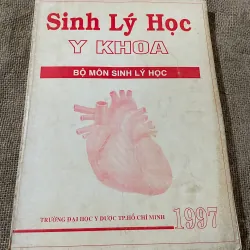 Sinh Lý Học
Y KHOA
BỘ MÔN SINH LÝ HỌC
TRƯỜNG ĐẠI HỌC Y DƯỢC TP.HỒ CHÍ MINH
1997